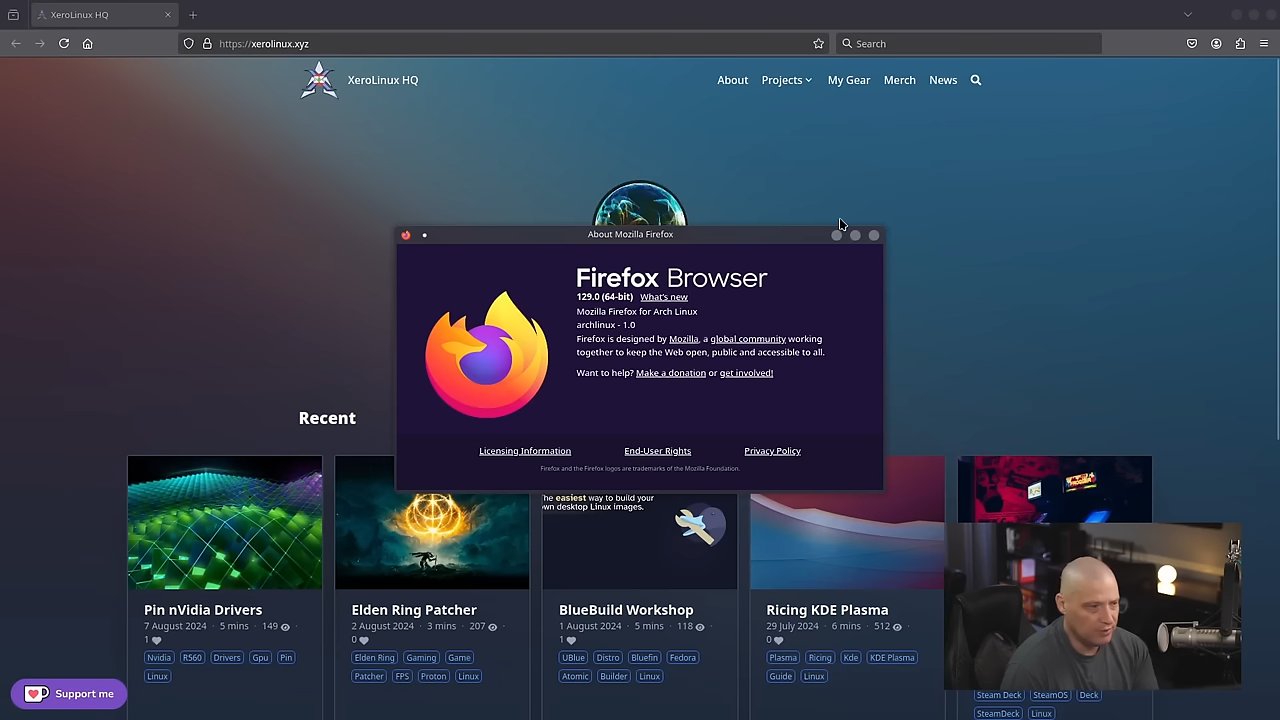 XeroLinux HQ
https://xerolinux.xyz
Search
XeroLinux HQ
About
Projects
My Gear
Merch
News
About Mozilla Firefox
Firefox Browser
129.0 (64-bit) What's new
Mozilla Firefox for Arch Linux
archlinux - 1.0
Firefox is designed by Mozilla, a global community working
together to keep the Web open, public and accessible to all.
Want to help? Make a donation or get involved!
Licensing Information
End-User Rights
Privacy Policy
Firefox and the Firefox logos are trademarks of the Mozilla Foundation.
Recent
Pin nVidia Drivers
7 August 2024 · 5 mins · 149 ·
1
Nvidia R560 Drivers Gpu Pin
Linux
Elden Ring Patcher
2 August 2024 · 3 mins · 207 ·
0
Elden Ring Gaming Game
Patcher FPS Proton Linux
The easiest way to build your
own desktop Linux images.
BlueBuild Workshop
1 August 2024 · 5 mins · 118 ·
1
UBlue Distro Bluefin Fedora
Atomic Builder Linux
Ricing KDE Plasma
29 July 2024 · 6 mins · 512 ·
0
Plasma Ricing Kde KDE Plasma
Guide Linux
Steam Deck SteamOS Deck
SteamDeck Linux
Support me